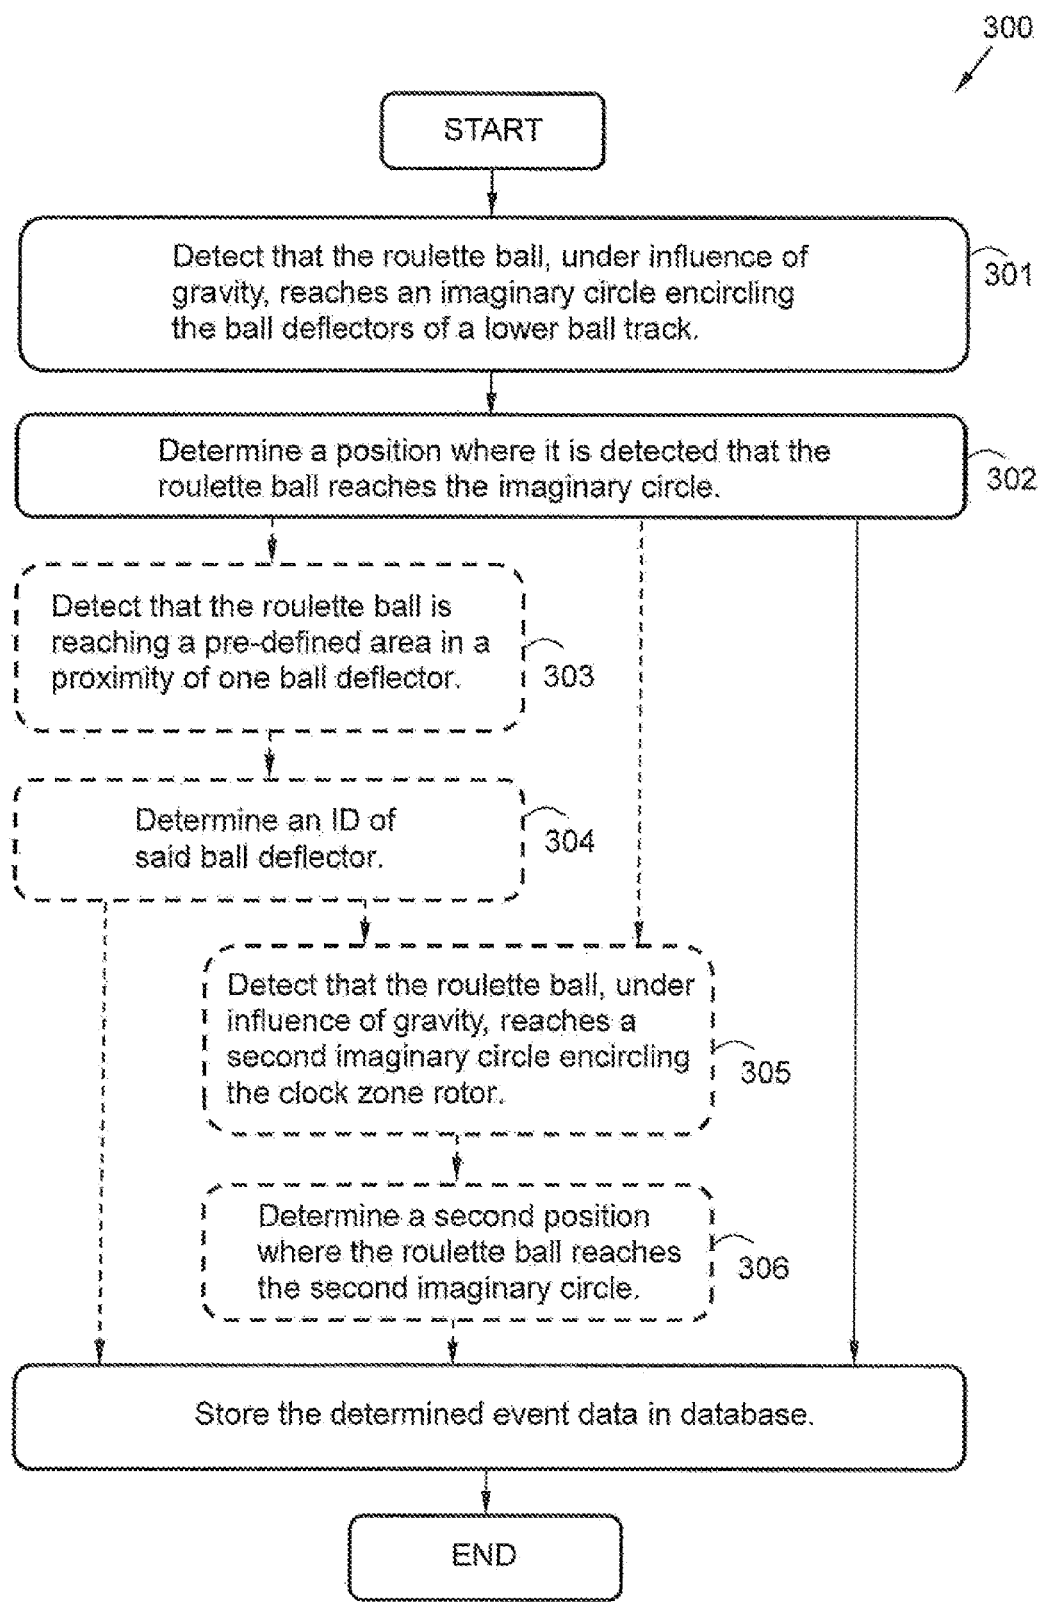 300
START
Detect that the roulette ball, under influence of
gravity, reaches an imaginary circle encircling
the ball deflectors of a lower ball track.
301
Determine a position where it is detected that the
roulette ball reaches the imaginary circle.
302
Detect that the roulette ball is
reaching a pre-defined area in a
proximity of one ball deflector.
303
Determine an ID of
said ball deflector.
304
Detect that the roulette ball, under
influence of gravity, reaches a
second imaginary circle encircling
the clock zone rotor.
305
Determine a second position
where the roulette ball reaches
the second imaginary circle.
306
Store the determined event data in database.
END